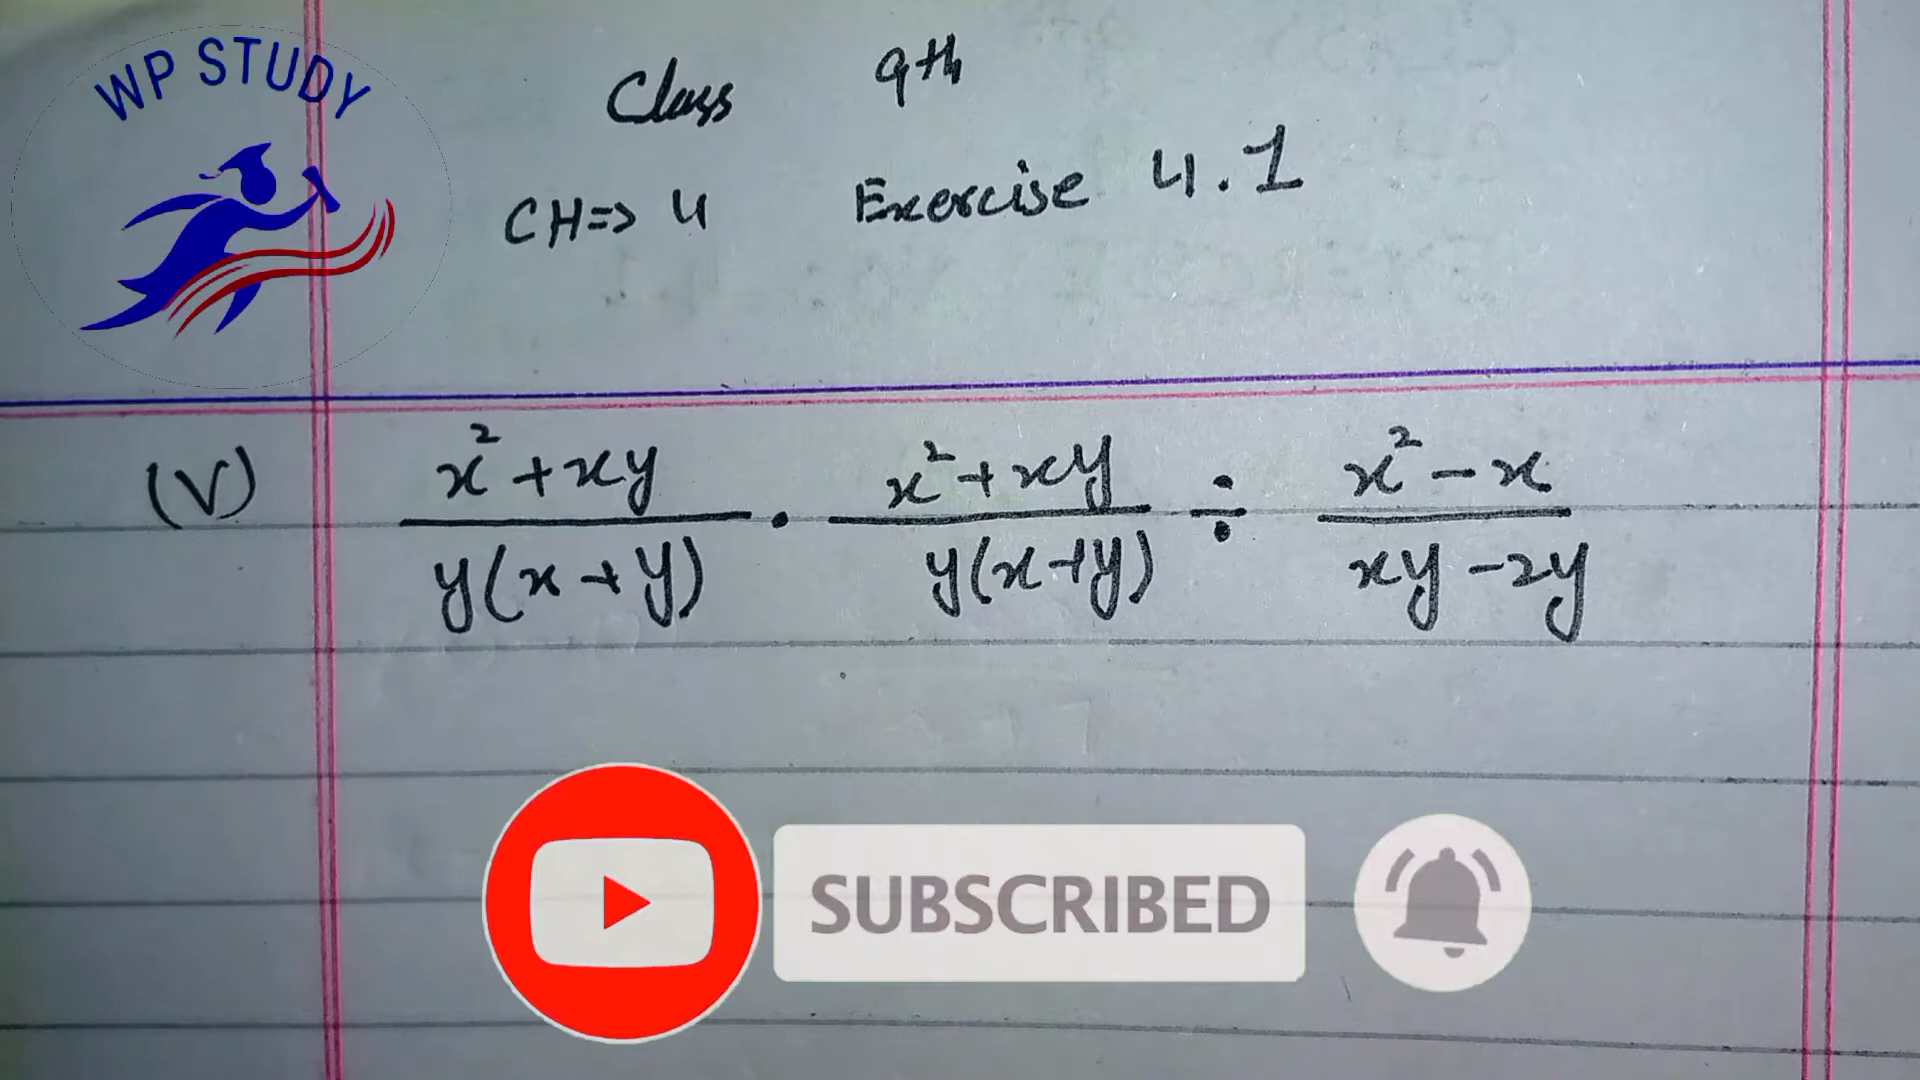 WP STUDY
Class 9th
CH=> 4 Exercise 4.1
(V) x²+xy / y(x+y) . x²+xy / y(x+y) ÷ x²-x / xy-2y
SUBSCRIBED